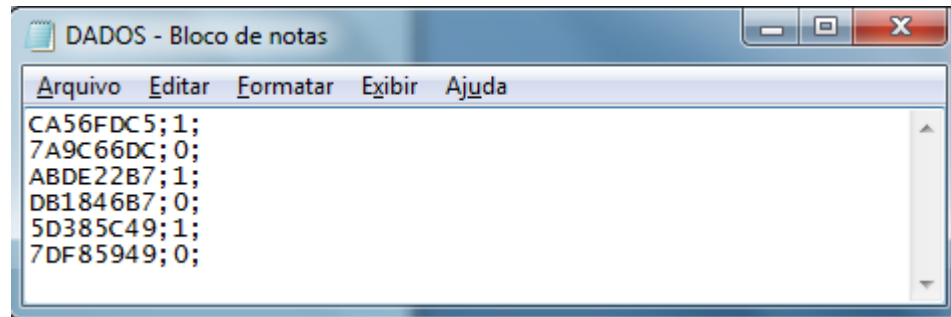 DADOS - Bloco de notas
Arquivo Editar Formatar Exibir Ajuda
CA56FDC5;1;
7A9C66DC;0;
ABDE22B7;1;
DB1846B7;0;
5D385C49;1;
7DF85949;0;